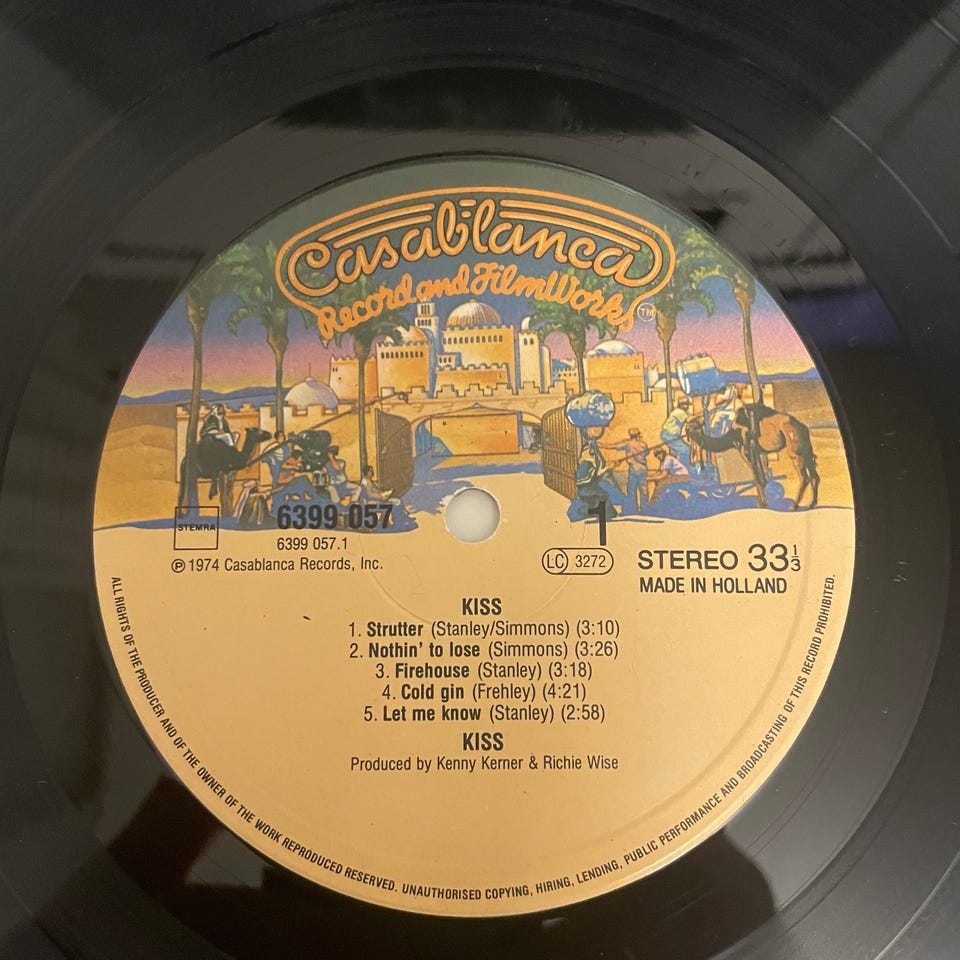 Casablanca
Record and FilmWorks
TM
STEMRA
6399 057
6399 057.1
℗ 1974 Casablanca Records, Inc.
1
LC 3272
STEREO 33 1/3
MADE IN HOLLAND
KISS
1. Strutter (Stanley/Simmons) (3:10)
2. Nothin' to lose (Simmons) (3:26)
3. Firehouse (Stanley) (3:18)
4. Cold gin (Frehley) (4:21)
5. Let me know (Stanley) (2:58)
KISS
Produced by Kenny Kerner & Richie Wise
ALL RIGHTS OF THE PRODUCER AND OF THE OWNER OF THE WORK REPRODUCED RESERVED. UNAUTHORISED COPYING, HIRING, LENDING, PUBLIC PERFORMANCE AND BROADCASTING OF THIS RECORD PROHIBITED.